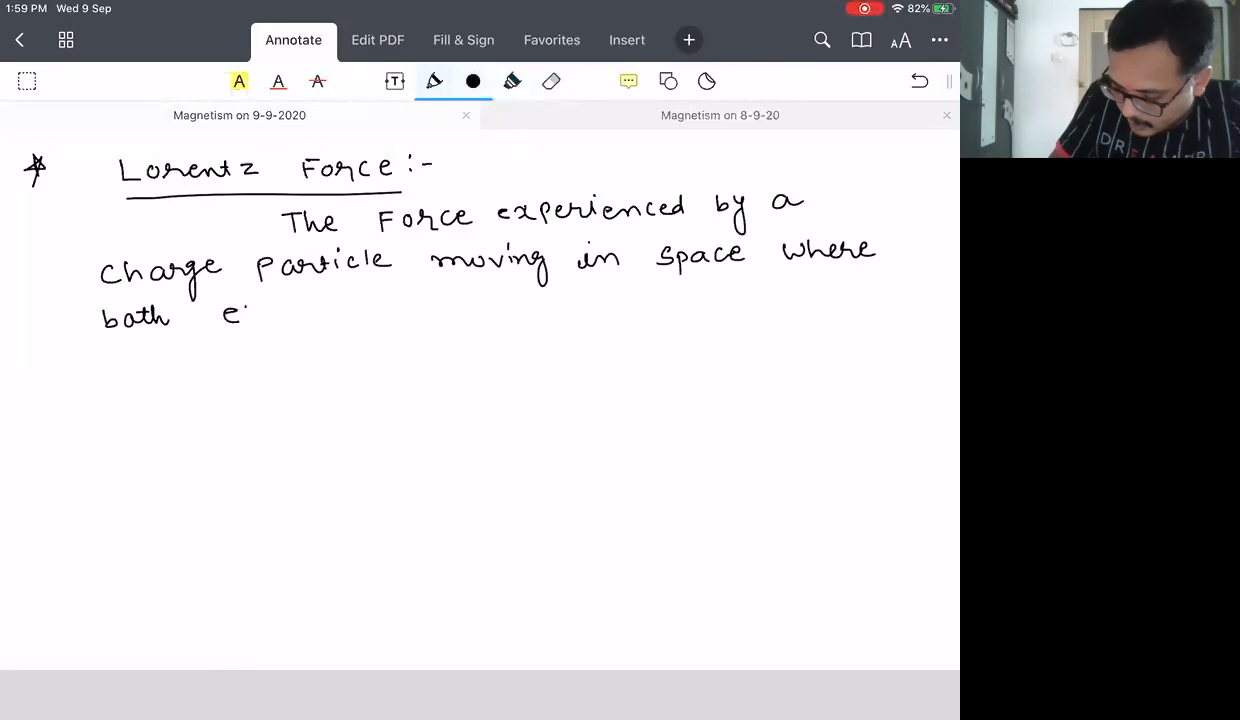 1:59 PM Wed 9 Sep
82%
Annotate Edit PDF Fill & Sign Favorites Insert
Magnetism on 9-9-2020
Magnetism on 8-9-20
Lorentz Force :-
The Force experienced by a
charge particle moving in space where
both e
DREAMER